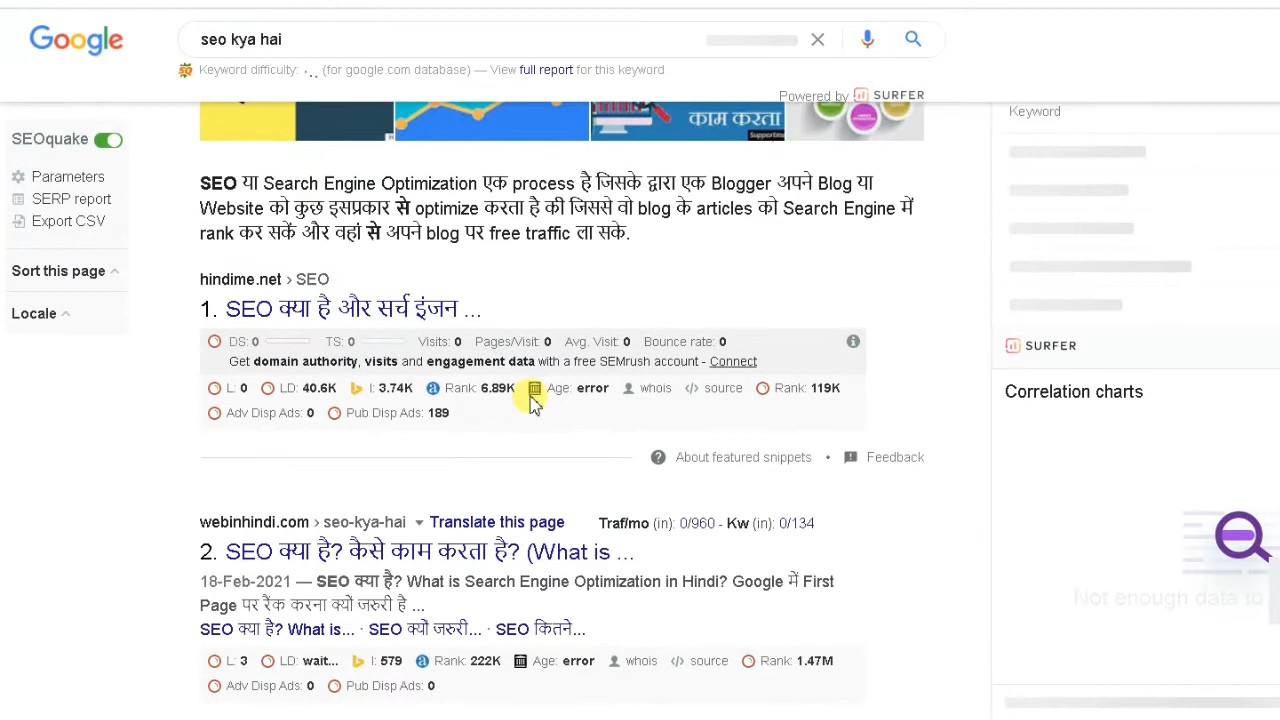 Google
seo kya hai
Keyword difficulty: (for google.com database) — View full report for this keyword
Powered by SURFER
SEOquake
Parameters
SERP report
Export CSV
Sort this page
Locale
काम करता
SEO या Search Engine Optimization एक process है जिसके द्वारा एक Blogger अपने Blog या
Website को कुछ इसप्रकार से optimize करता है की जिससे वो blog के articles को Search Engine में
rank कर सकें और वहां से अपने blog पर free traffic ला सके.
hindime.net › SEO
1. SEO क्या है और सर्च इंजन ...
DS: 0 TS: 0 Visits: 0 Pages/Visit: 0 Avg. Visit: 0 Bounce rate: 0
Get domain authority, visits and engagement data with a free SEMrush account - Connect
L: 0 LD: 40.6K I: 3.74K Rank: 6.89K Age: error whois source Rank: 119K
Adv Disp Ads: 0 Pub Disp Ads: 189
About featured snippets • Feedback
webinhindi.com › seo-kya-hai Translate this page Traf/mo (in): 0/960 - Kw (in): 0/134
2. SEO क्या है? कैसे काम करता है? (What is ...
18-Feb-2021 — SEO क्या है? What is Search Engine Optimization in Hindi? Google में First
Page पर रैंक करना क्यों जरुरी है ...
SEO क्या है? What is... · SEO क्यों जरुरी... · SEO कितने...
L: 3 LD: wait... I: 579 Rank: 222K Age: error whois source Rank: 1.47M
Adv Disp Ads: 0 Pub Disp Ads: 0
Keyword
SURFER
Correlation charts
Not enough data to